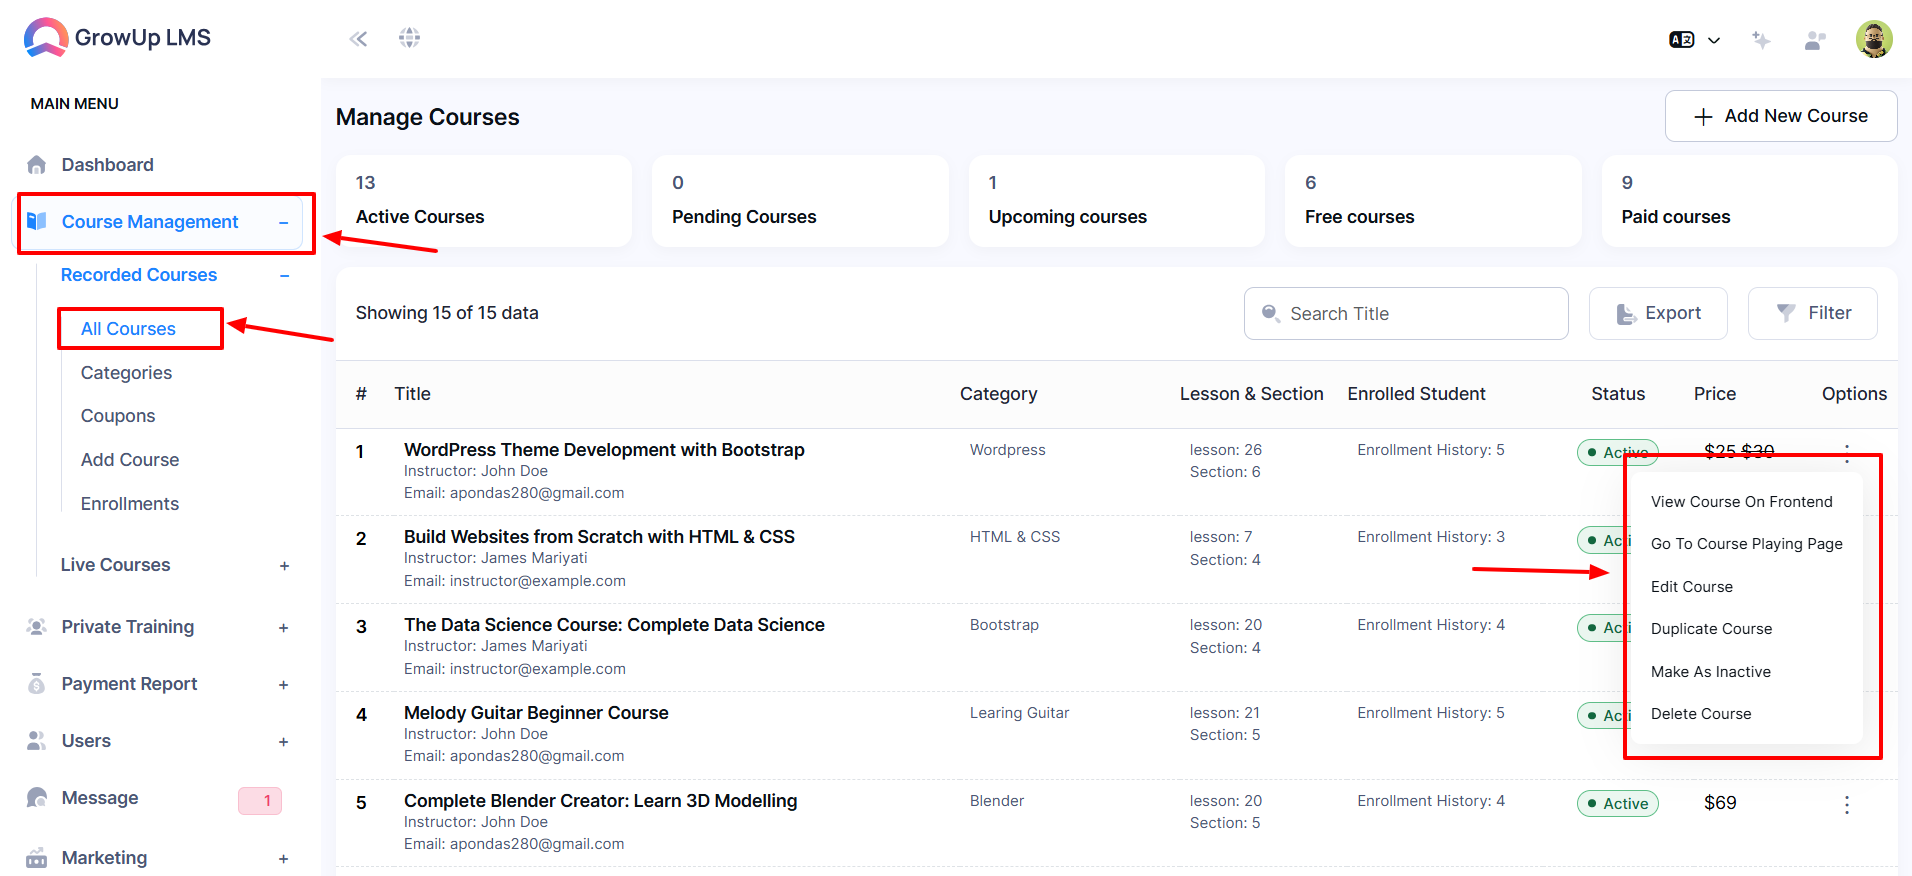 GrowUp LMS
MAIN MENU
Dashboard
Course Management
Recorded Courses
All Courses
Categories
Coupons
Add Course
Enrollments
Live Courses
Private Training
Payment Report
Users
Message 1
Marketing
Manage Courses
+ Add New Course
13
Active Courses
0
Pending Courses
1
Upcoming courses
6
Free courses
9
Paid courses
Showing 15 of 15 data
Search Title
Export
Filter
# Title Category Lesson & Section Enrolled Student Status Price Options
1 WordPress Theme Development with Bootstrap Wordpress lesson: 26 Enrollment History: 5 Active $25 $30
Instructor: John Doe Section: 6
Email: apondas280@gmail.com
2 Build Websites from Scratch with HTML & CSS HTML & CSS lesson: 7 Enrollment History: 3 Acti
Instructor: James Mariyati Section: 4
Email: instructor@example.com
3 The Data Science Course: Complete Data Science Bootstrap lesson: 20 Enrollment History: 4 Acti
Instructor: James Mariyati Section: 4
Email: instructor@example.com
4 Melody Guitar Beginner Course Learing Guitar lesson: 21 Enrollment History: 5 Acti
Instructor: John Doe Section: 5
Email: apondas280@gmail.com
5 Complete Blender Creator: Learn 3D Modelling Blender lesson: 20 Enrollment History: 4 Active $69
Instructor: John Doe Section: 5
Email: apondas280@gmail.com
View Course On Frontend
Go To Course Playing Page
Edit Course
Duplicate Course
Make As Inactive
Delete Course